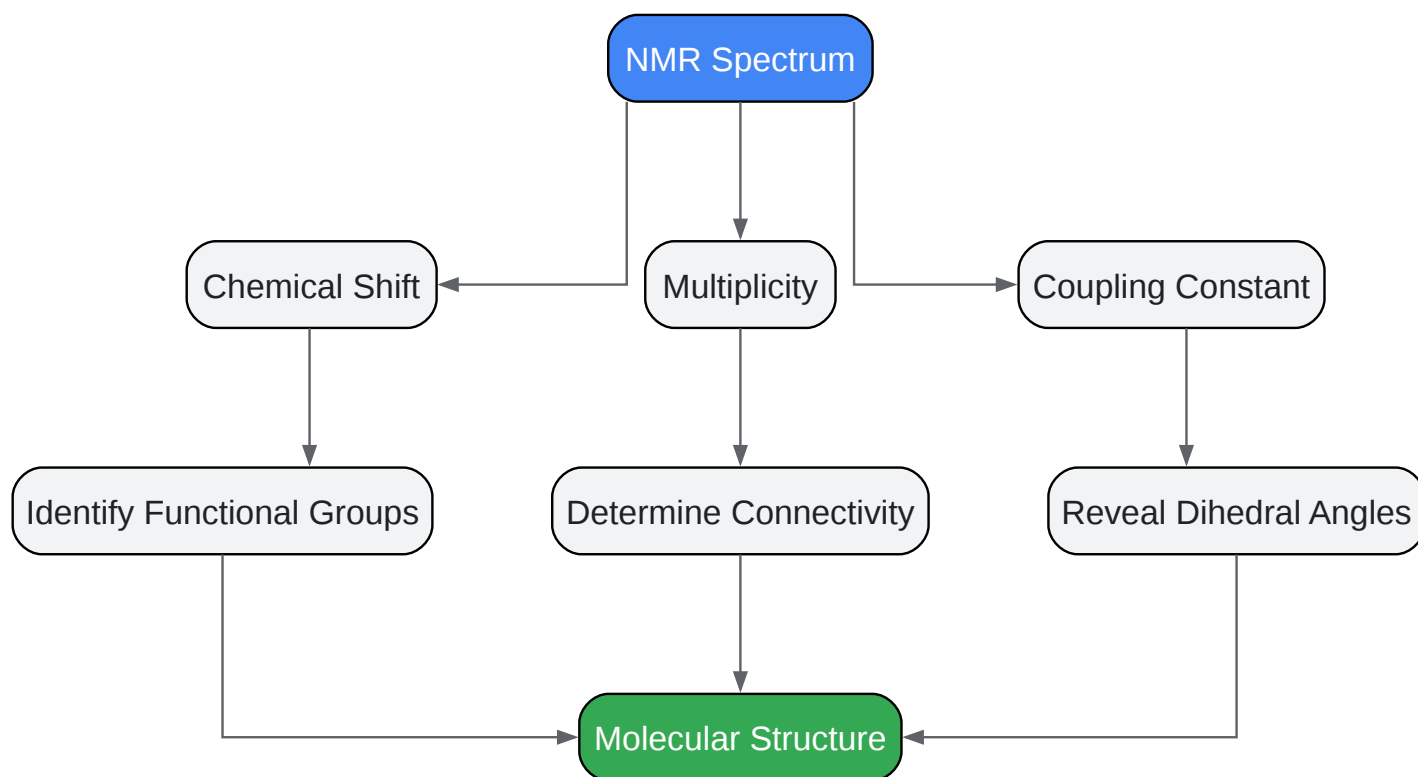 NMR Spectrum
Chemical Shift
Multiplicity
Coupling Constant
Identify Functional Groups
Determine Connectivity
Reveal Dihedral Angles
Molecular Structure